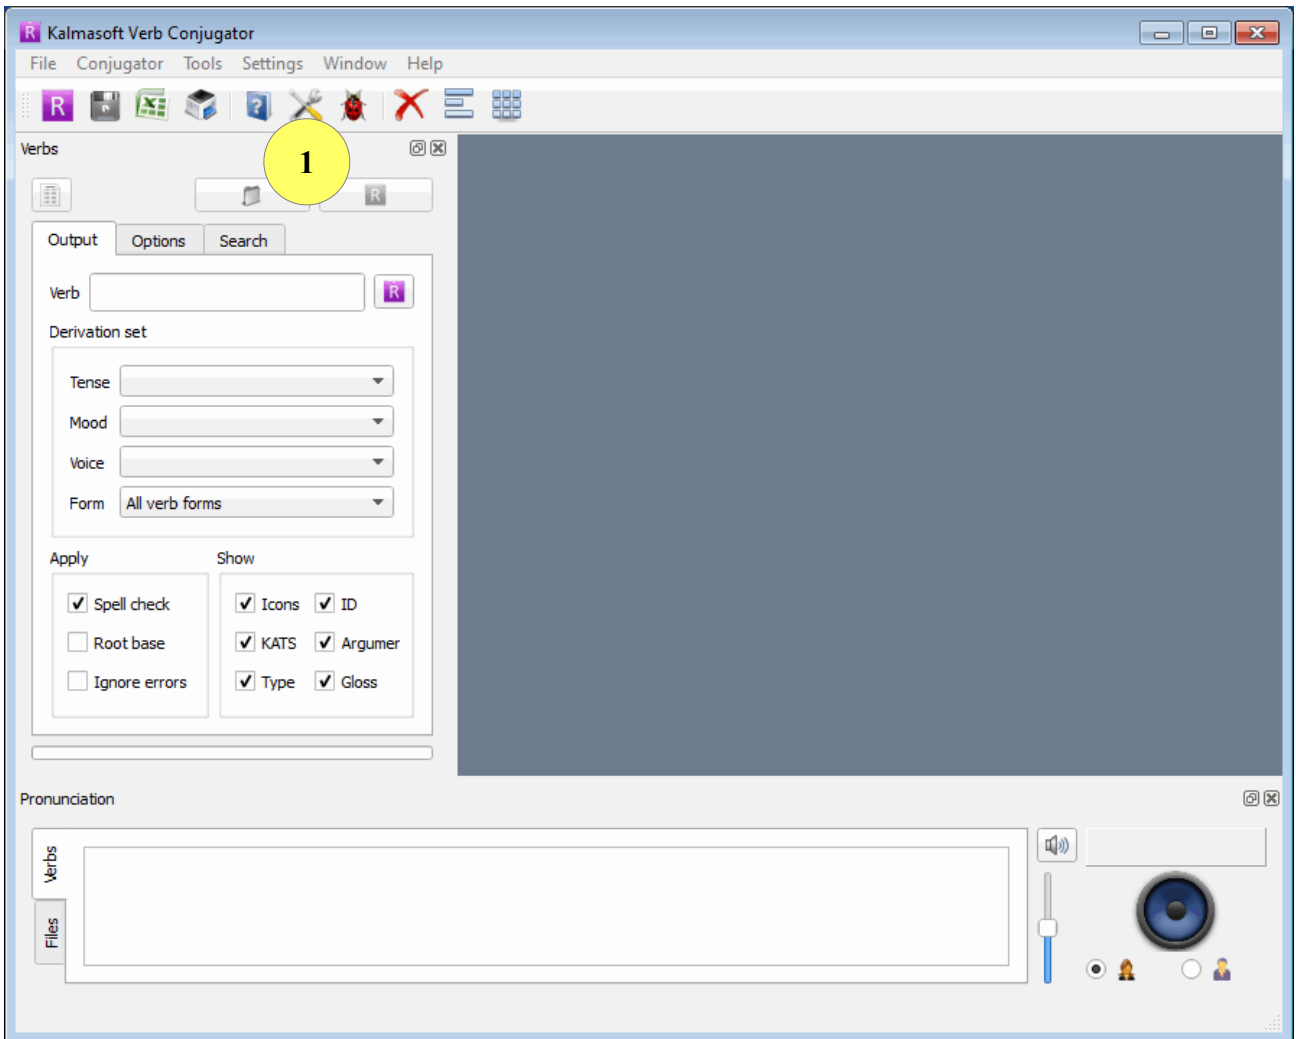 Kalmasoft Verb Conjugator
File Conjugator Tools Settings Window Help
R
Verbs
1
R
Output Options Search
Verb
R
Derivation set
Tense
Mood
Voice
Form All verb forms
Apply Show
Spell check Icons ID
Root base KATS Argumer
Ignore errors Type Gloss
Pronunciation
Verbs
Files